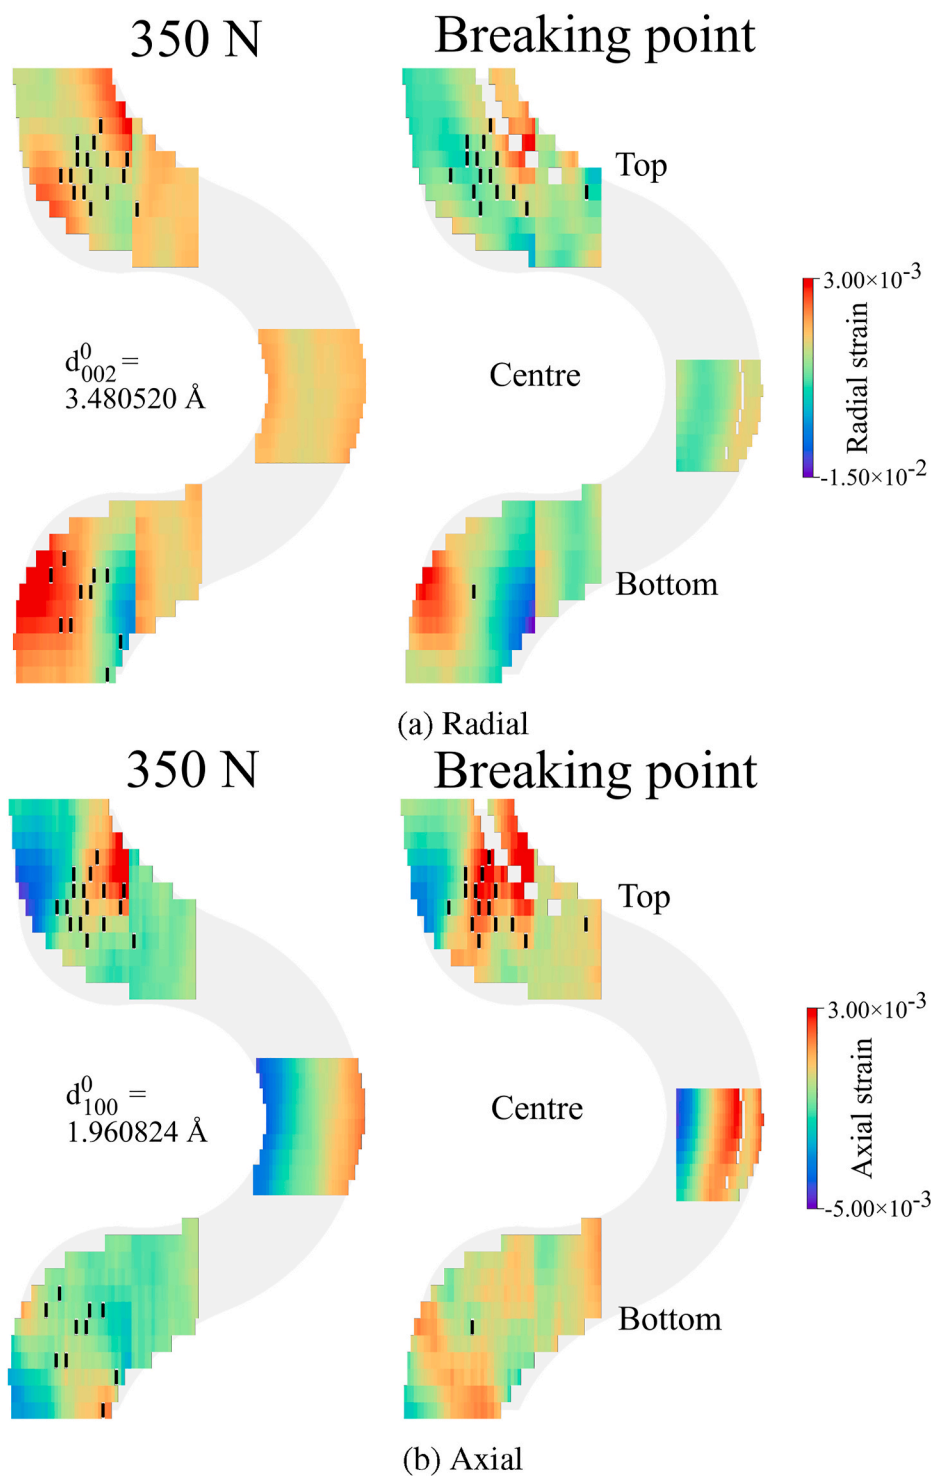 350 N
Breaking point
Top
d⁰₀₀₂ =
3.480520 Å
Centre
3.00×10⁻³
Radial strain
-1.50×10⁻²
Bottom
(a) Radial
350 N
Breaking point
Top
d⁰₁₀₀ =
1.960824 Å
Centre
3.00×10⁻³
Axial strain
-5.00×10⁻³
Bottom
(b) Axial